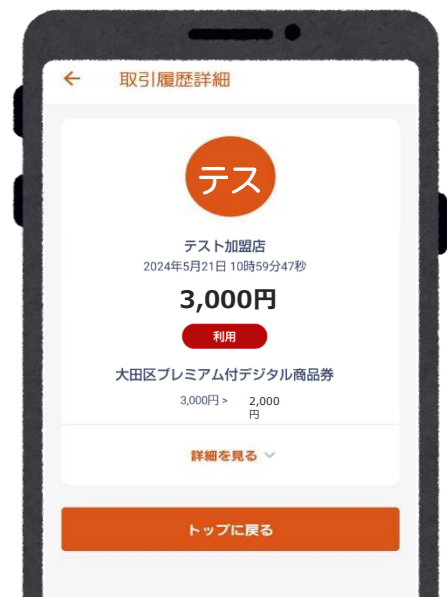 ← 取引履歴詳細
テス
テスト加盟店
2024年5月21日 10時59分47秒
3,000円
利用
大田区プレミアム付デジタル商品券
3,000円 > 2,000
円
詳細を見る
トップに戻る